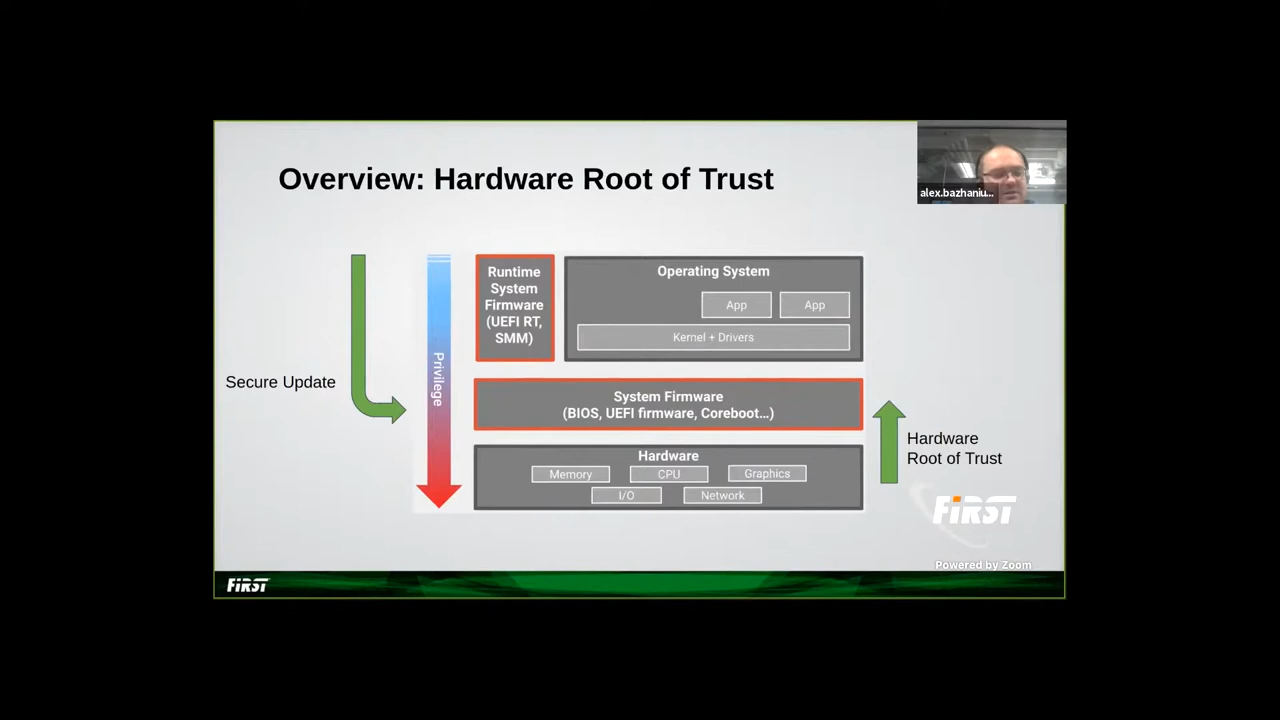 Overview: Hardware Root of Trust
alex.bazhaniu...
Runtime
System
Firmware
(UEFI RT,
SMM)
Operating System
App
App
Kernel + Drivers
Privilege
Secure Update
System Firmware
(BIOS, UEFI firmware, Coreboot…)
Hardware
Memory
CPU
Graphics
I/O
Network
Hardware
Root of Trust
FiRST
Powered by Zoom
FiRST